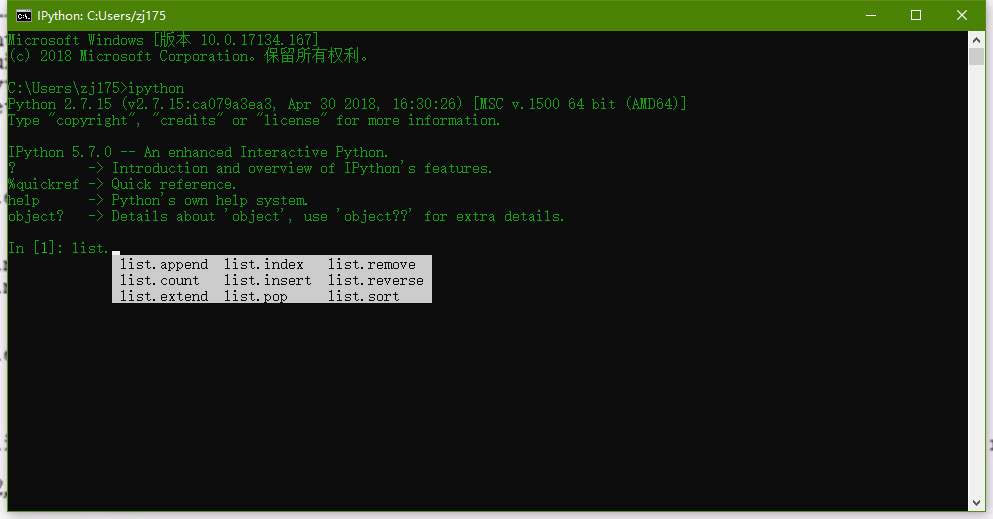 IPython: C:Users/zj175
Microsoft Windows [版本 10.0.17134.167]
(c) 2018 Microsoft Corporation。保留所有权利。
C:\Users\zj175>ipython
Python 2.7.15 (v2.7.15:ca079a3ea3, Apr 30 2018, 16:30:26) [MSC v.1500 64 bit (AMD64)]
Type "copyright", "credits" or "license" for more information.
IPython 5.7.0 -- An enhanced Interactive Python.
?         -> Introduction and overview of IPython's features.
%quickref -> Quick reference.
help      -> Python's own help system.
object?   -> Details about 'object', use 'object??' for extra details.
In [1]: list.
list.append  list.index   list.remove
list.count   list.insert  list.reverse
list.extend  list.pop     list.sort